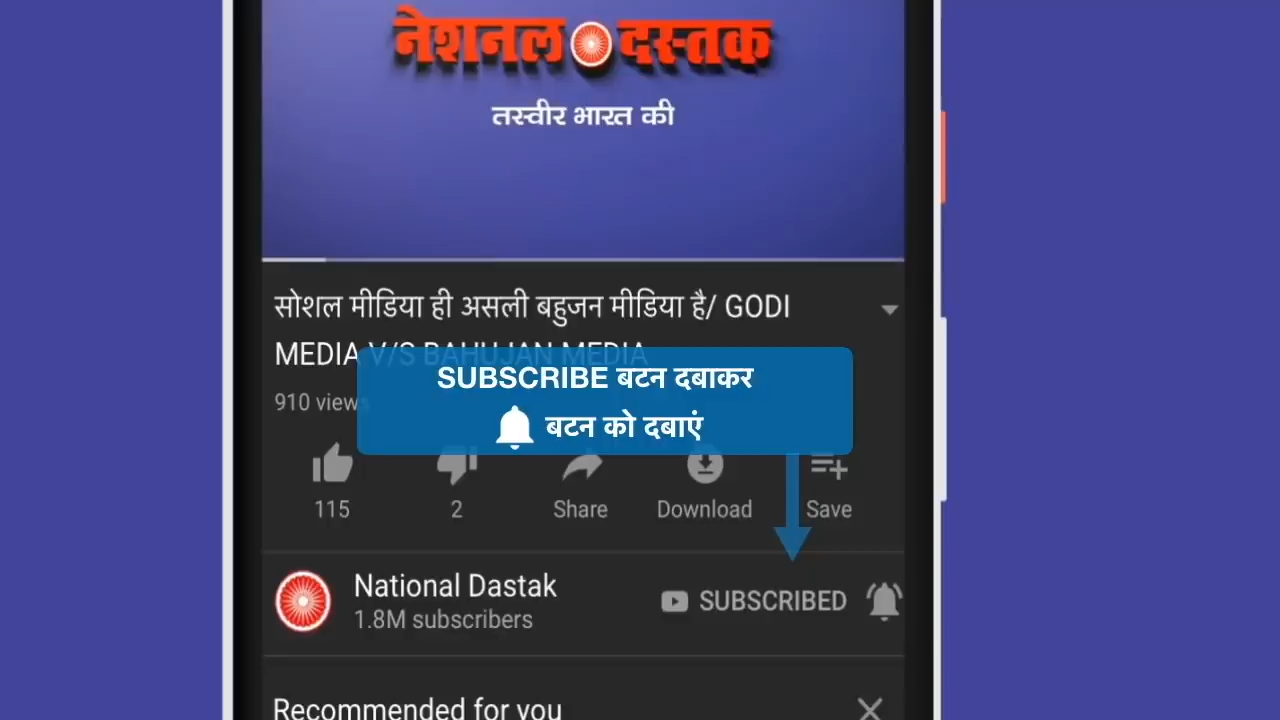 नेशनल दस्तक
तस्वीर भारत की
सोशल मीडिया ही असली बहुजन मीडिया है/ GODI
MEDIA V/S BAHUJAN MEDIA
SUBSCRIBE बटन दबाकर
910 views
बटन को दबाएं
115
2
Share
Download
Save
National Dastak
1.8M subscribers
SUBSCRIBED
Recommended for you